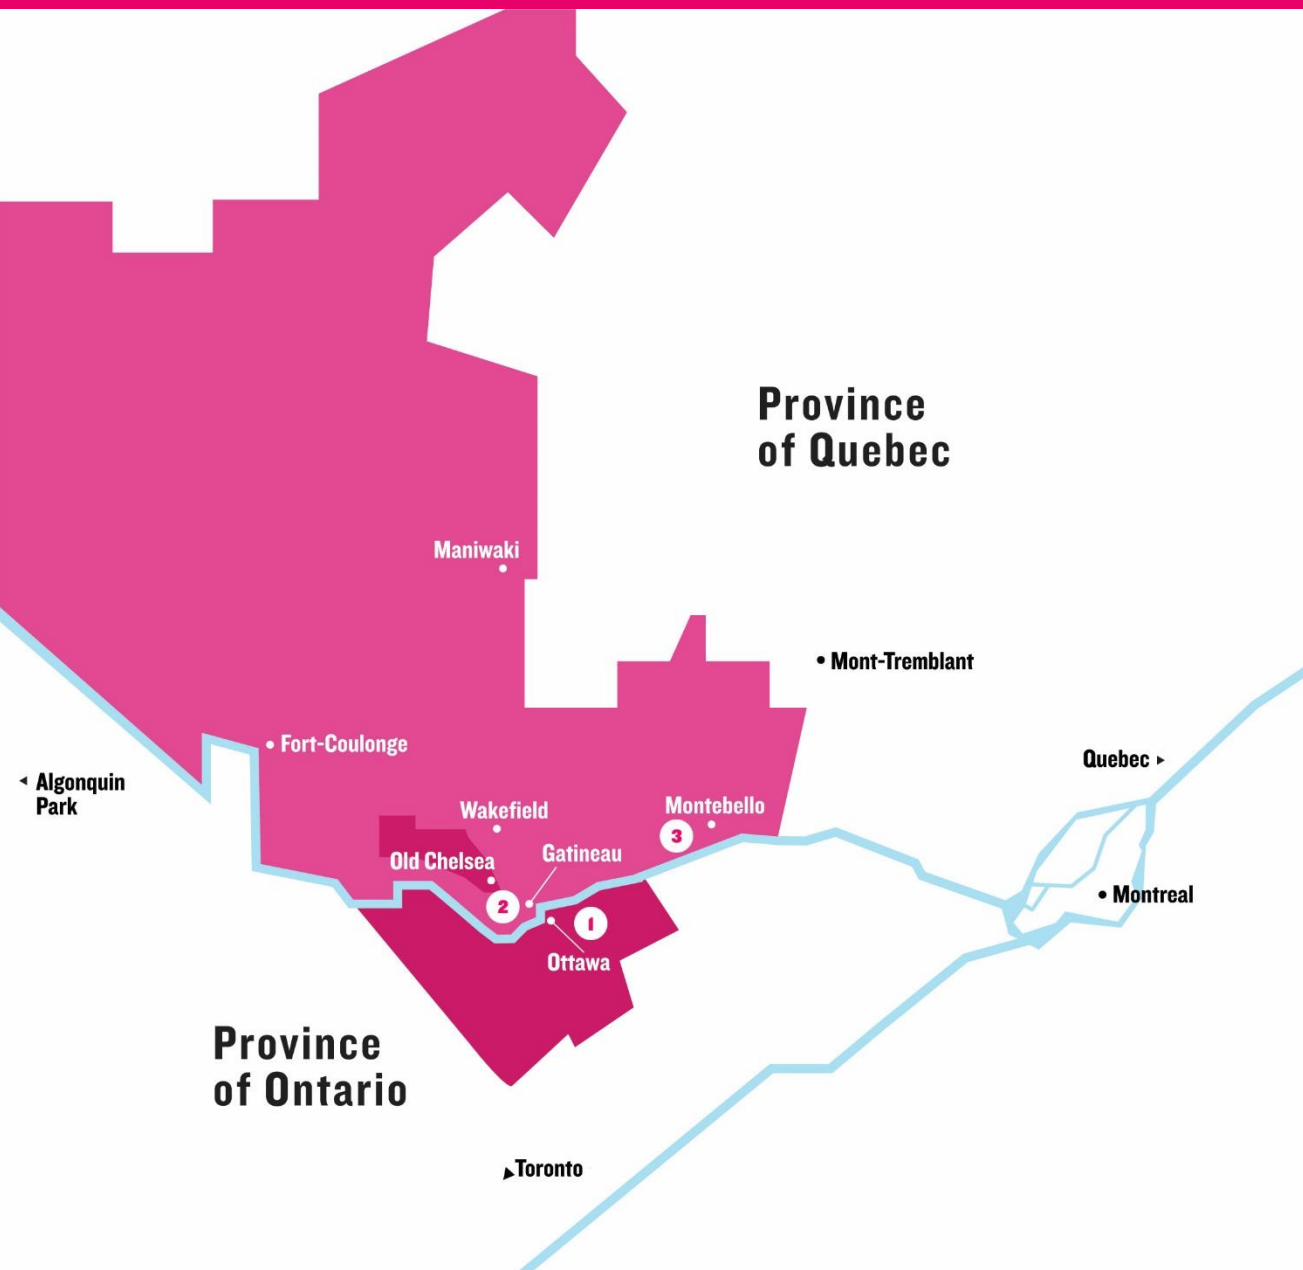 Province
of Quebec
Maniwaki
Mont-Tremblant
Fort-Coulonge
Quebec
Algonquin
Park
Wakefield
Montebello
3
Old Chelsea
Gatineau
Montreal
2
1
Ottawa
Province
of Ontario
Toronto